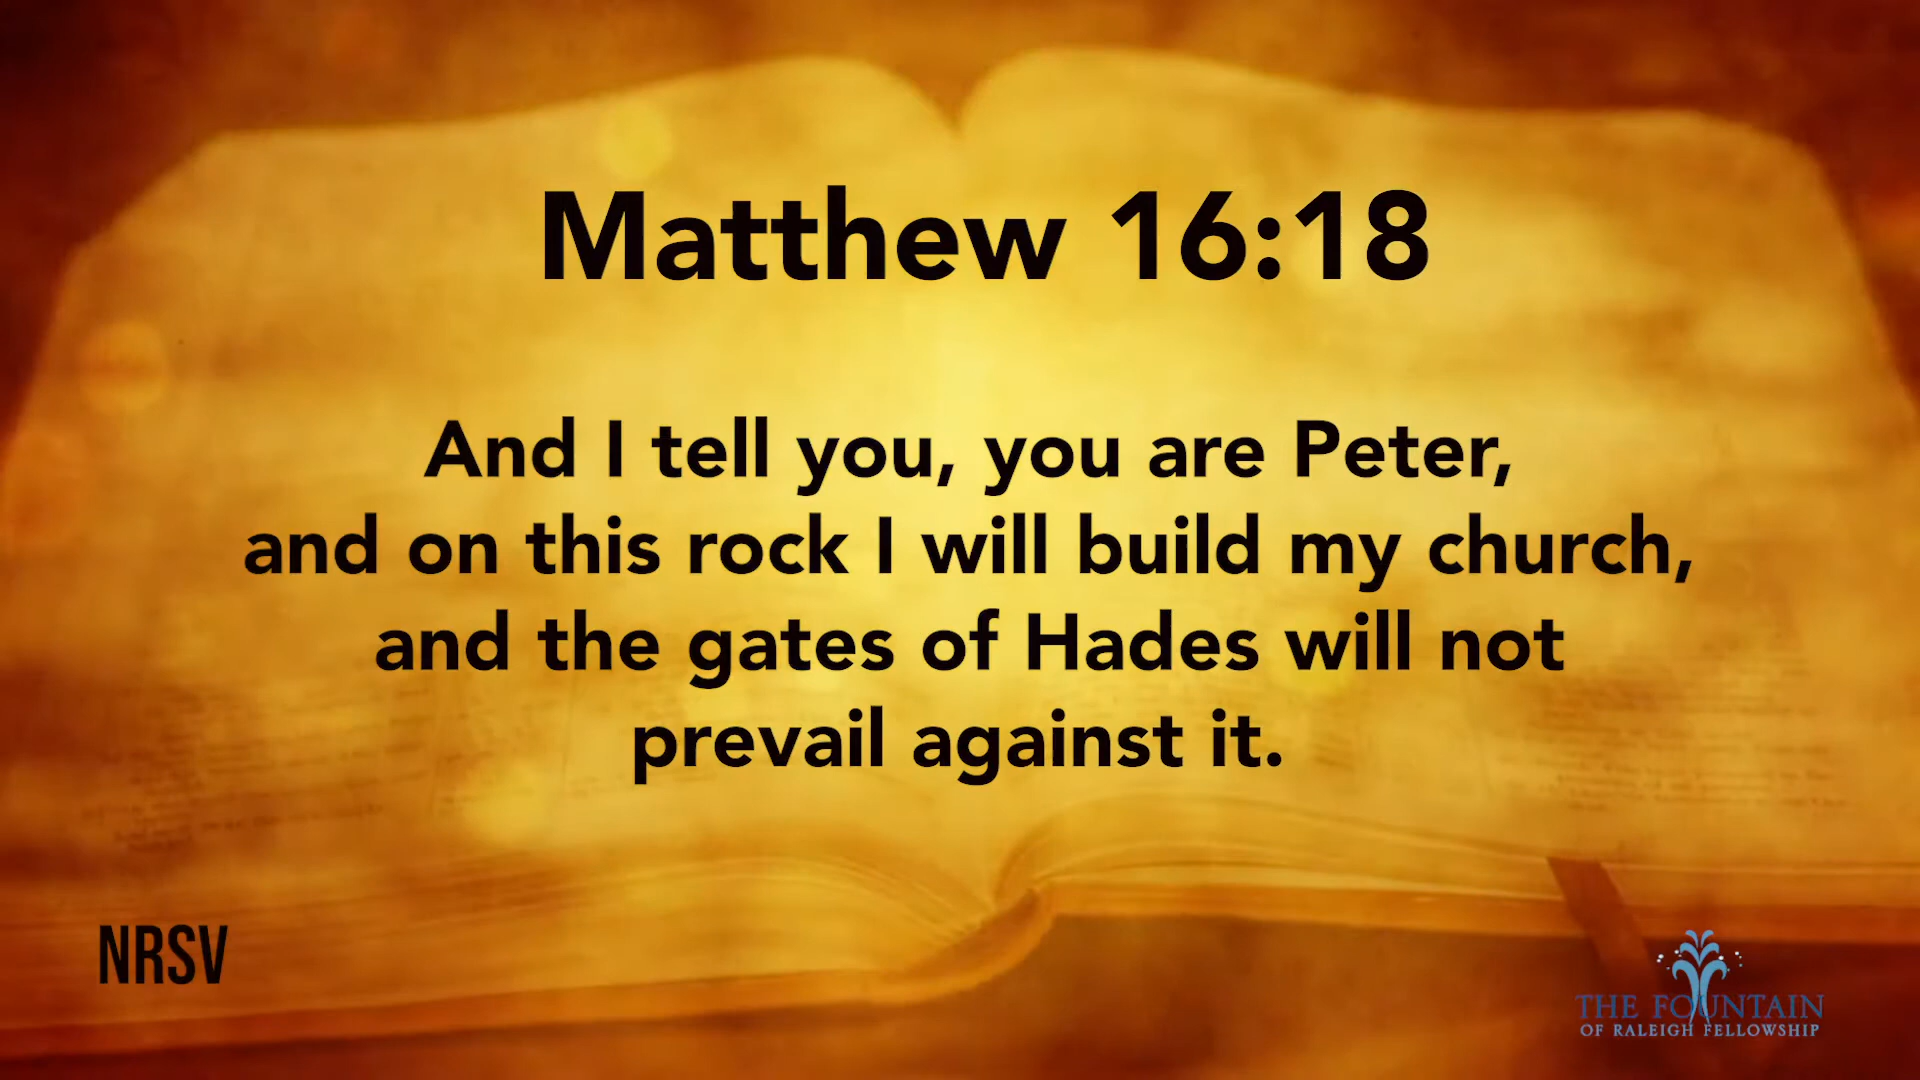 Matthew 16:18
And I tell you, you are Peter,
and on this rock I will build my church,
and the gates of Hades will not
prevail against it.
NRSV
THE FOUNTAIN
OF RALEIGH FELLOWSHIP